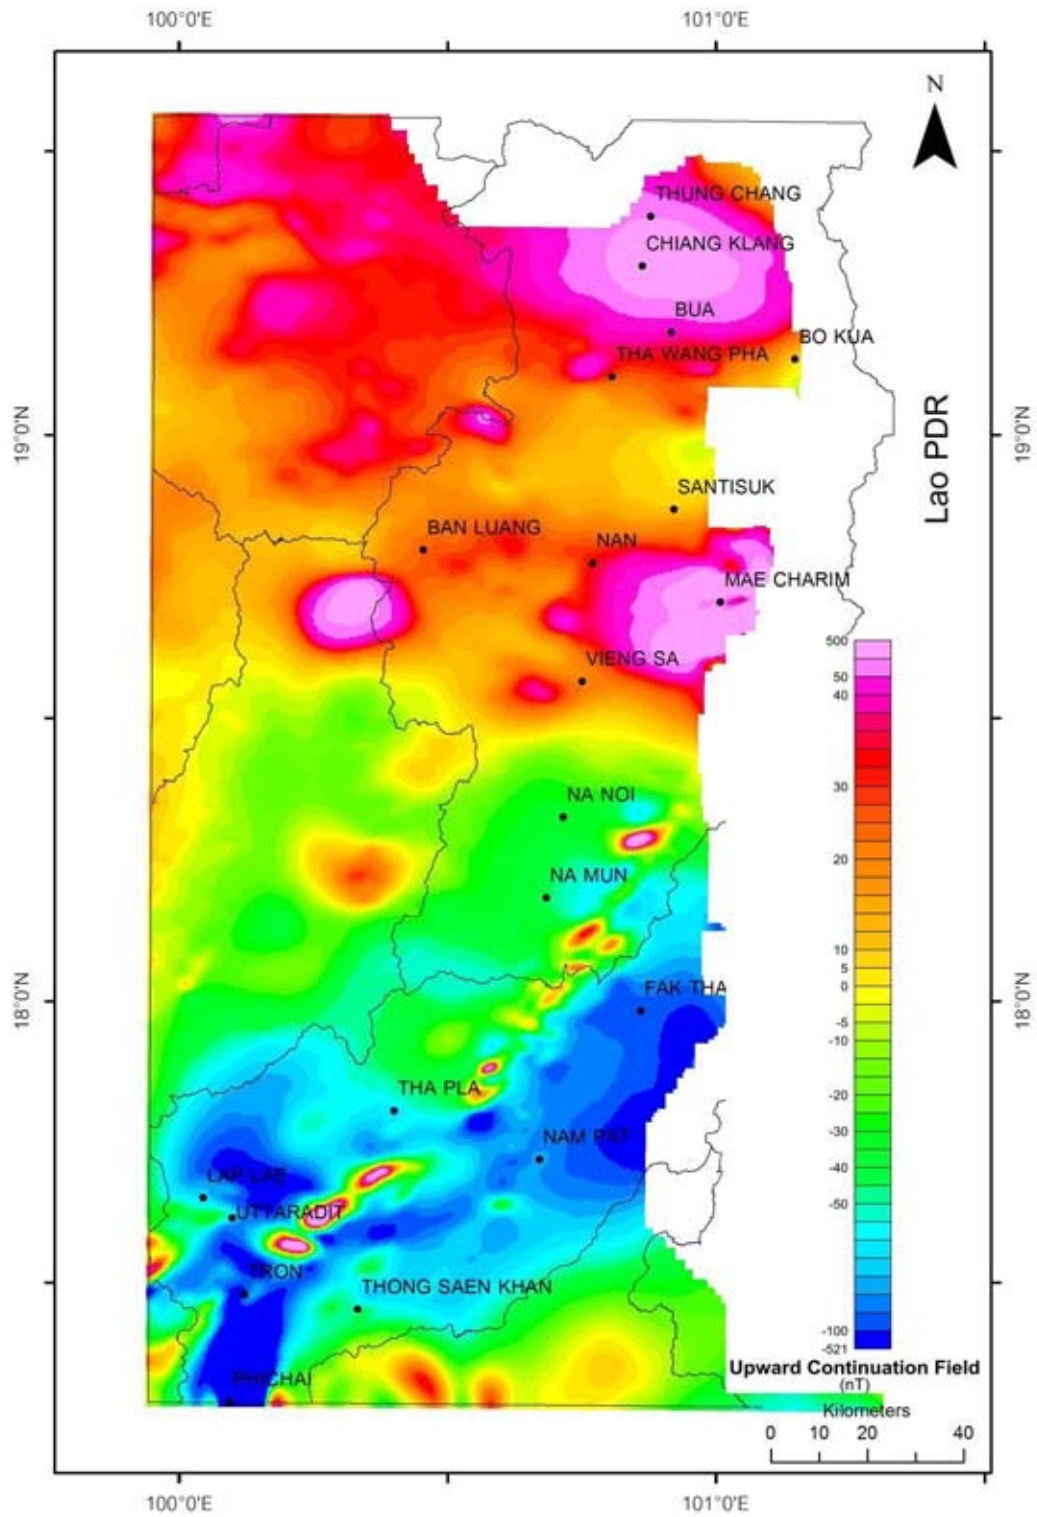 100°0'E 101°0'E
N
THUNG CHANG
CHIANG KLANG
BUA
BO KUA
THA WANG PHA
19°0'N
19°0'N
Lao PDR
SANTISUK
BAN LUANG
NAN
MAE CHARIM
VIENG SA
NA NOI
NA MUN
FAK THA
18°0'N
18°0'N
THA PLA
NAM PAT
LAP LAE
UTTARADIT
TRON
THONG SAEN KHAN
PHICHAI
500
50
40
30
20
10
5
0
-5
-10
-20
-30
-40
-50
-100
-521
Upward Continuation Field
(nT)
Kilometers
0 10 20 40
100°0'E 101°0'E